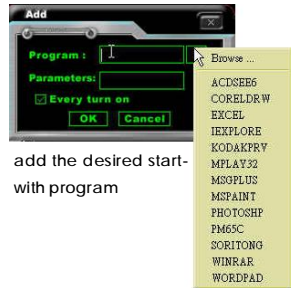 Add
Program :
Parameters:
Every turn on
OK Cancel
add the desired start-
with program
Browse ...
ACDSEE6
CORELDRW
EXCEL
IEXPLORE
KODAKPRV
MPLAY32
MSGPLUS
MSPAINT
PHOTOSHP
PM65C
SORITONG
WINRAR
WORDPAD